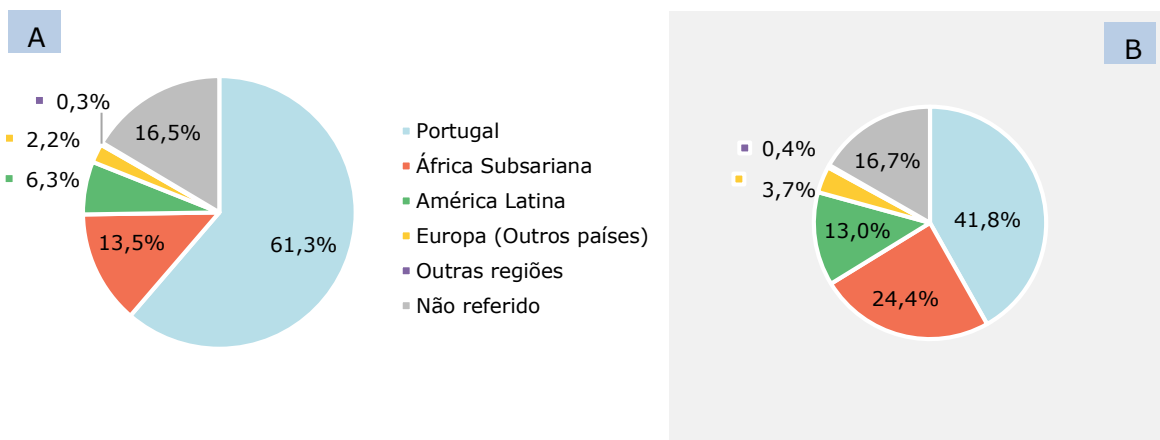 A
0,3%
2,2%
6,3%
16,5%
13,5%
61,3%
Portugal
África Subsariana
América Latina
Europa (Outros países)
Outras regiões
Não referido
B
0,4%
3,7%
16,7%
13,0%
41,8%
24,4%